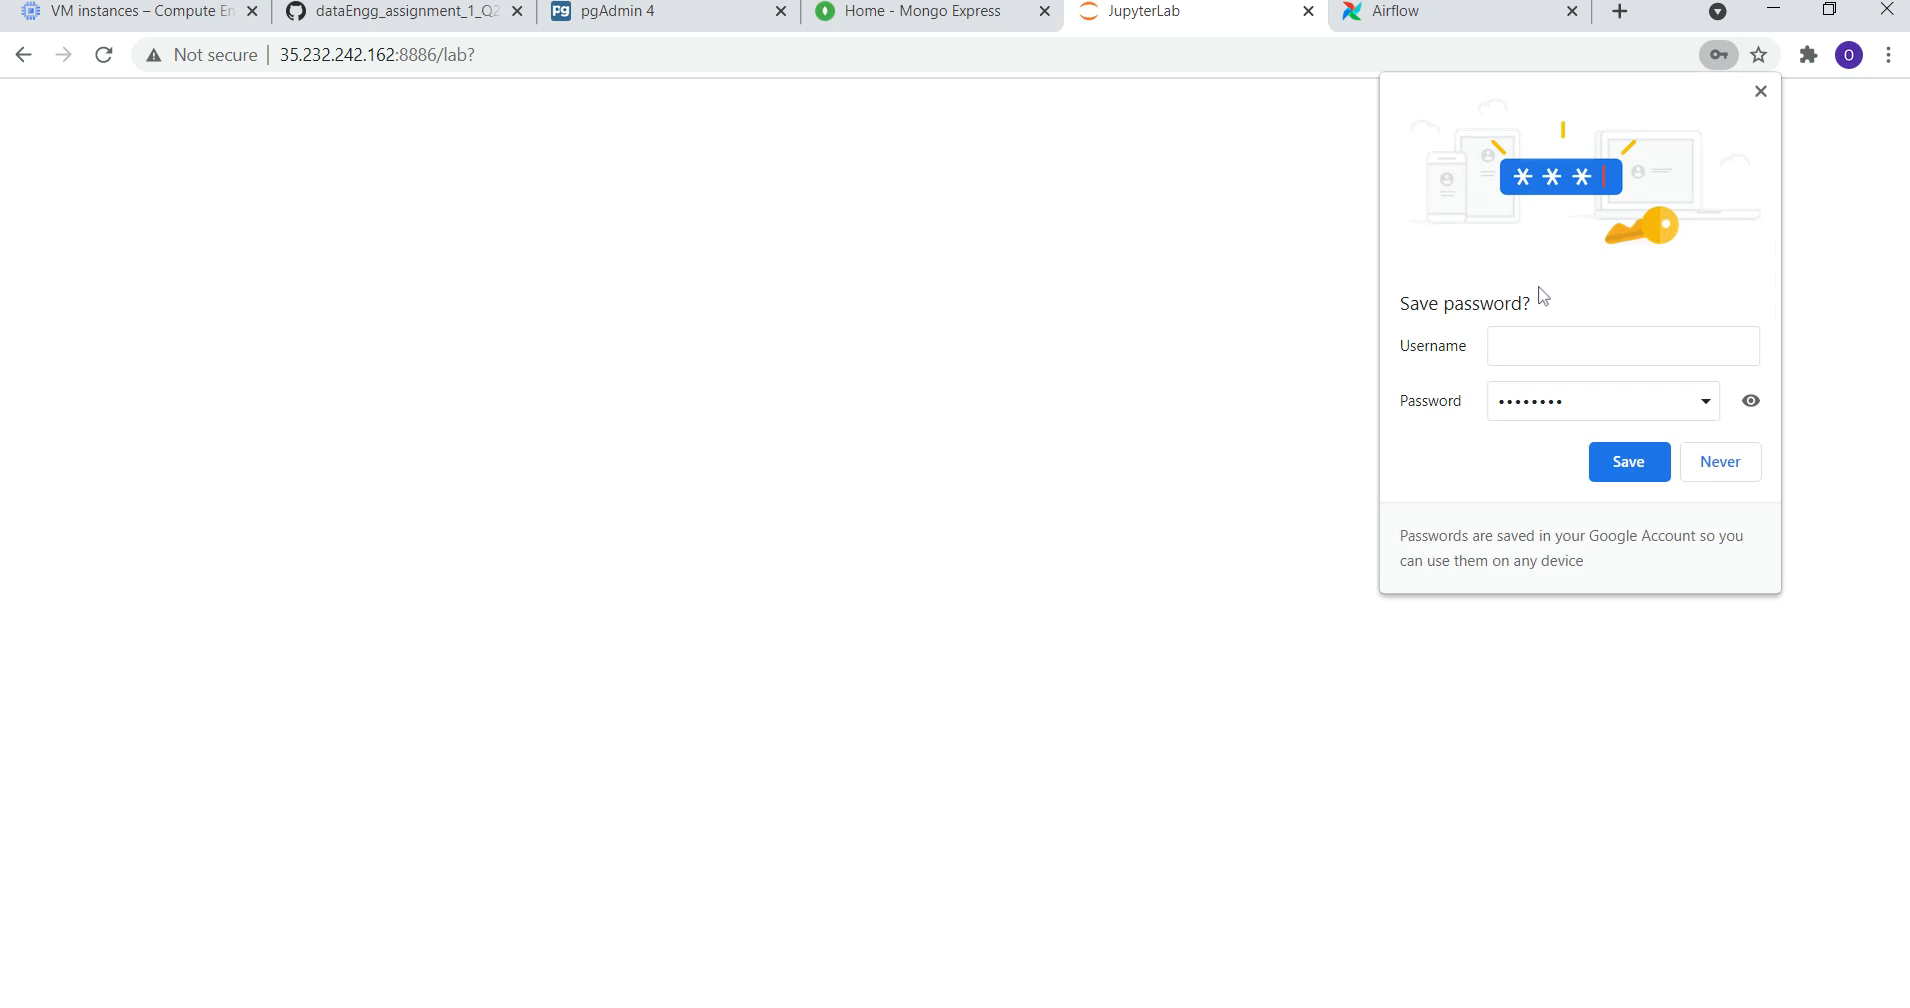 VM instances – Compute En
dataEngg_assignment_1_Q2
pgAdmin 4
Home - Mongo Express
JupyterLab
Airflow
Not secure | 35.232.242.162:8886/lab?
O
* * *
Save password?
Username
Password ••••••••
Save Never
Passwords are saved in your Google Account so you
can use them on any device